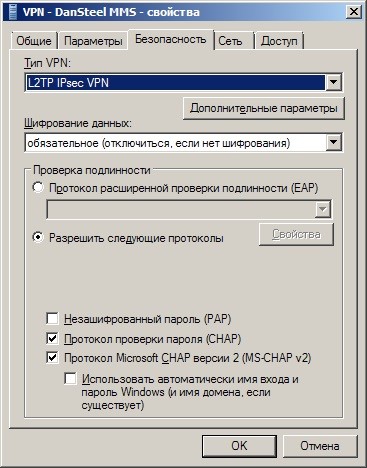 VPN - DanSteel MMS - свойства
Общие Параметры Безопасность Сеть Доступ
Тип VPN:
L2TP IPsec VPN
Дополнительные параметры
Шифрование данных:
обязательное (отключиться, если нет шифрования)
Проверка подлинности
Протокол расширенной проверки подлинности (EAP)
Свойства
Разрешить следующие протоколы
Незашифрованный пароль (PAP)
Протокол проверки пароля (CHAP)
Протокол Microsoft CHAP версии 2 (MS-CHAP v2)
Использовать автоматически имя входа и
пароль Windows (и имя домена, если
существует)
OK Отмена